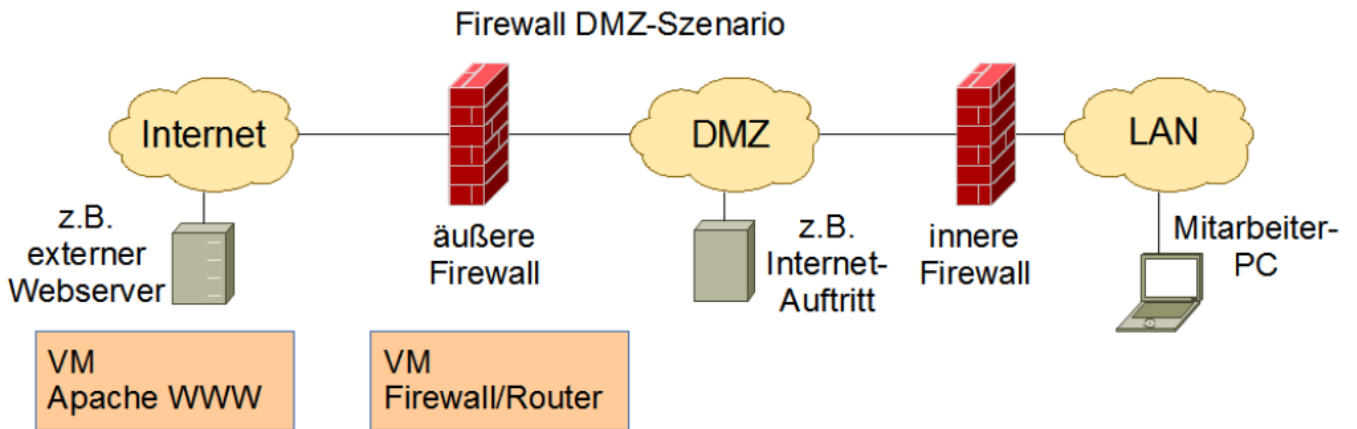 Firewall DMZ-Szenario
Internet
DMZ
LAN
z.B.
externer
Webserver
äußere
Firewall
z.B.
Internet-
Auftritt
innere
Firewall
Mitarbeiter-
PC
VM
Apache WWW
VM
Firewall/Router